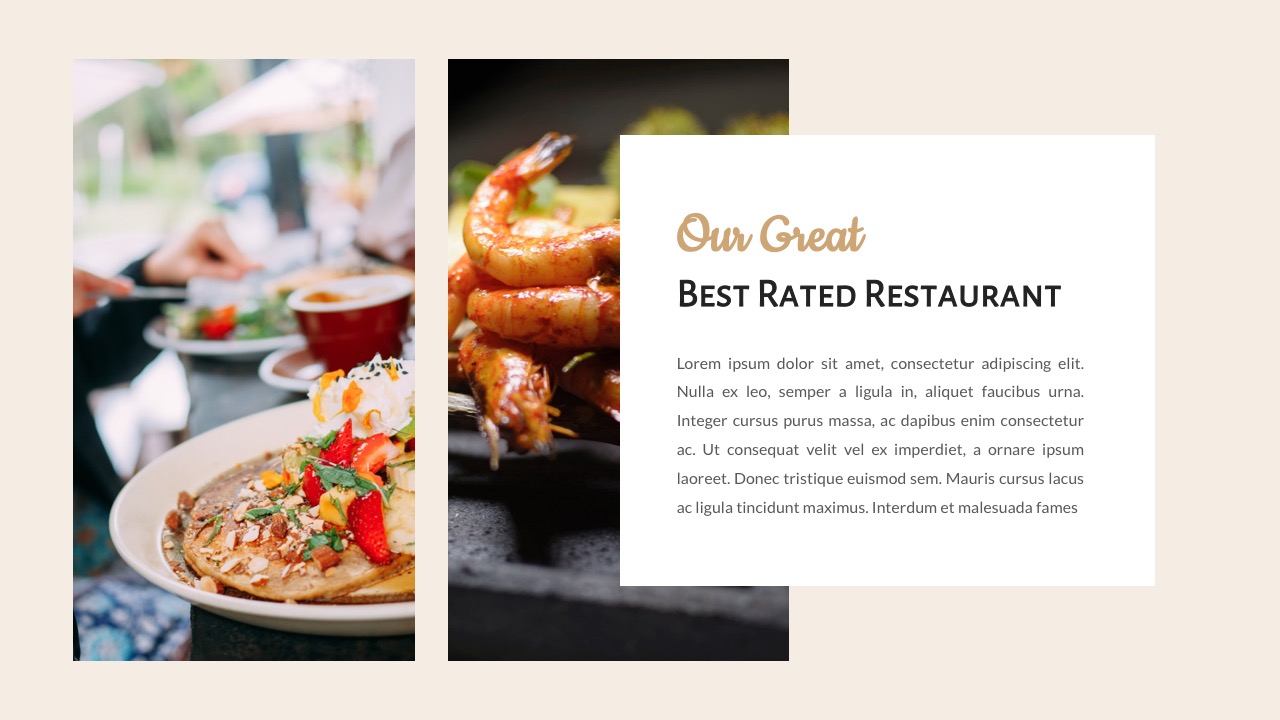 Our Great
Best Rated Restaurant
Lorem ipsum dolor sit amet, consectetur adipiscing elit.
Nulla ex leo, semper a ligula in, aliquet faucibus urna.
Integer cursus purus massa, ac dapibus enim consectetur
ac. Ut consequat velit vel ex imperdiet, a ornare ipsum
laoreet. Donec tristique euismod sem. Mauris cursus lacus
ac ligula tincidunt maximus. Interdum et malesuada fames